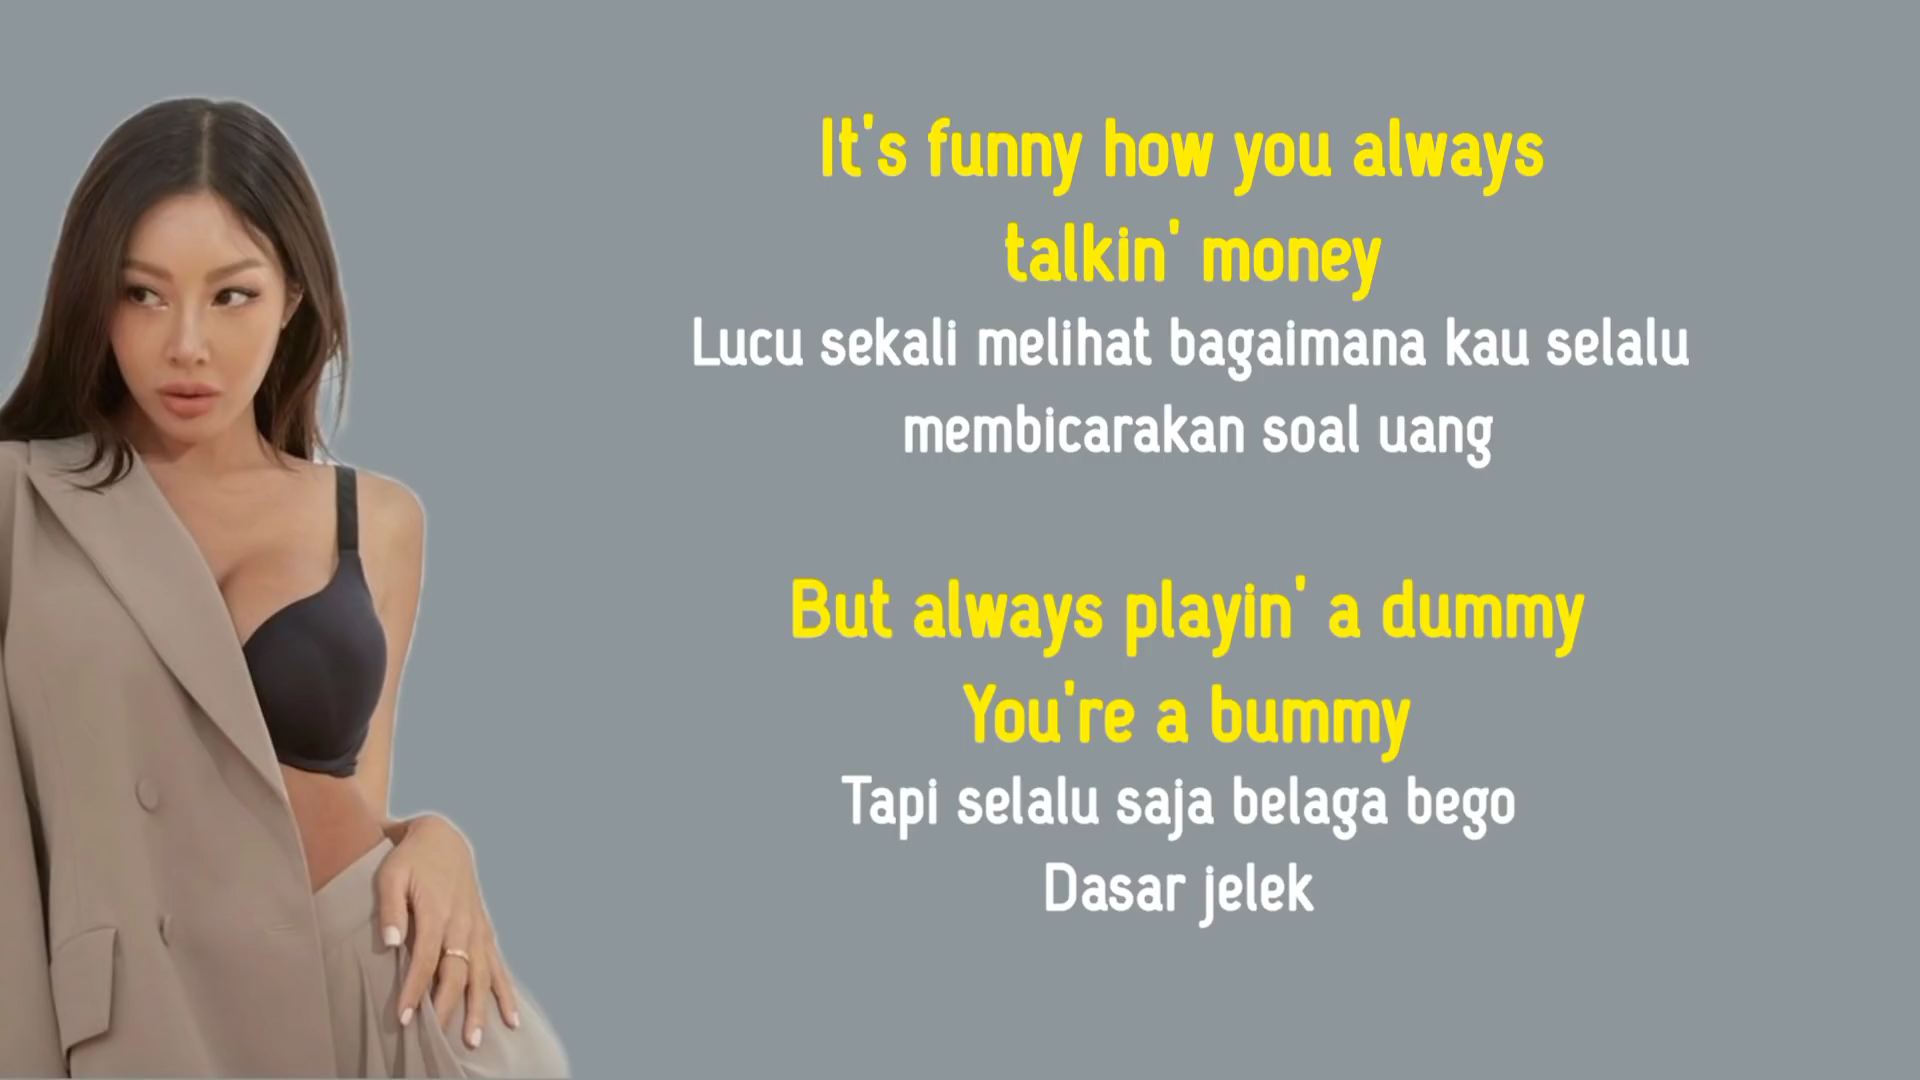 It's funny how you always
talkin' money
Lucu sekali melihat bagaimana kau selalu
membicarakan soal uang
But always playin' a dummy
You're a bummy
Tapi selalu saja belaga bego
Dasar jelek